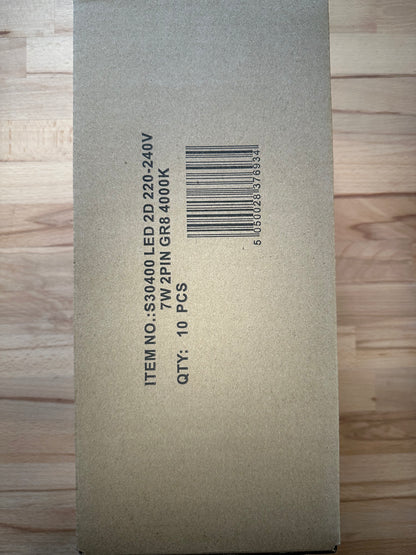 ITEM NO.:S30400 LED 2D 220-240V
7W 2PIN GR8 4000K
QTY: 10 PCS
5 050028 376934